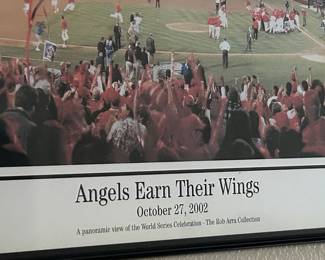 Angels Earn Their Wings
October 27, 2002
A panoramic view of the World Series Celebration - The Rob Arra Collection